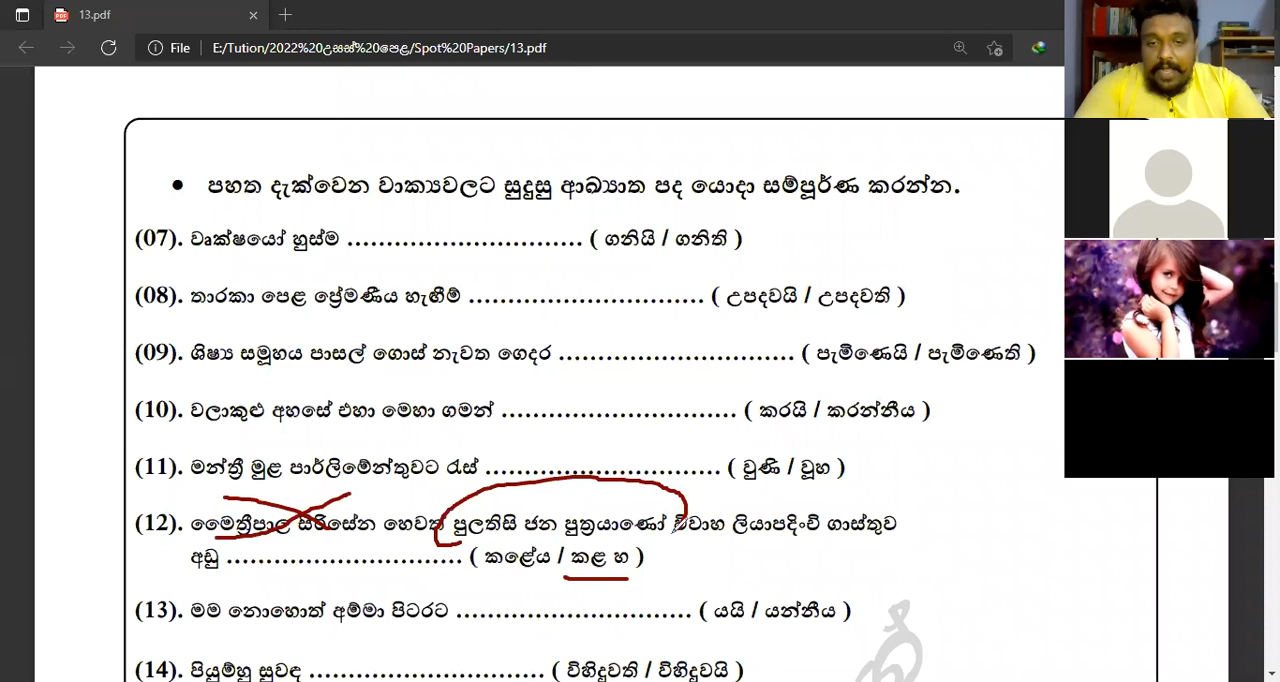 13.pdf
File E:/Tution/2022%20උසස්%20පෙළ/Spot%20Papers/13.pdf
• පහත දැක්වෙන වාක්‍යවලට සුදුසු ආඛ්‍යාත පද යොදා සම්පූර්ණ කරන්න.
(07). වෘක්ෂයෝ හුස්ම .............................. ( ගනියි / ගනිති )
(08). තාරකා පෙළ ප්‍රේමණීය හැඟීම් .............................. ( උපදවයි / උපදවති )
(09). ශිෂ්‍ය සමූහය පාසල් ගොස් නැවත ගෙදර .............................. ( පැමිණෙයි / පැමිණෙති )
(10). වලාකුළු අහසේ එහා මෙහා ගමන් .............................. ( කරයි / කරන්නීය )
(11). මන්ත්‍රී මුළ පාර්ලිමේන්තුවට රැස් .............................. ( වුණි / වූහ )
(12). මෛත්‍රීපාල සිරිසේන හෙවත් පුලතිසි ජන පුත්‍රයාණෝ විවාහ ලියාපදිංචි ගාස්තුව
අඩු .............................. ( කළේය / කළ හ )
(13). මම නොහොත් අම්මා පිටරට .............................. ( යයි / යන්නීය )
(14). පියුම්හු සුවඳ .............................. ( විහිදුවති / විහිදුවයි )